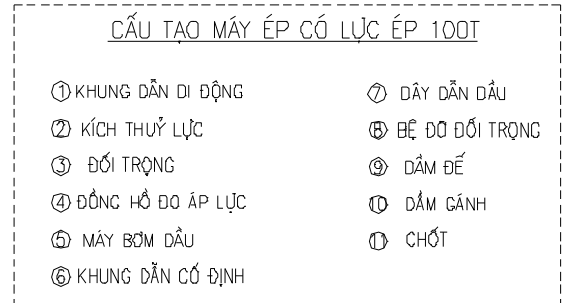 CẤU TẠO MÁY ÉP CÓ LỰC ÉP 100T
① KHUNG DẪN DI ĐỘNG
② KÍCH THUỶ LỰC
③ ĐỐI TRỌNG
④ ĐỒNG HỒ ĐO ÁP LỰC
⑤ MÁY BƠM DẦU
⑥ KHUNG DẪN CỐ ĐỊNH
⑦ DÂY DẪN DẦU
⑧ BỆ ĐỠ ĐỐI TRỌNG
⑨ DẦM ĐẾ
⑩ DẦM GÁNH
⑪ CHỐT